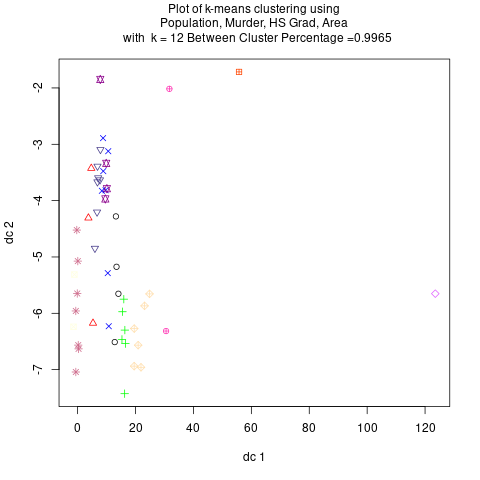 Plot of k-means clustering using
Population, Murder, HS Grad, Area
with k = 12 Between Cluster Percentage =0.9965
-2
-3
-4
-5
-6
-7
dc 2
0 20 40 60 80 100 120
dc 1